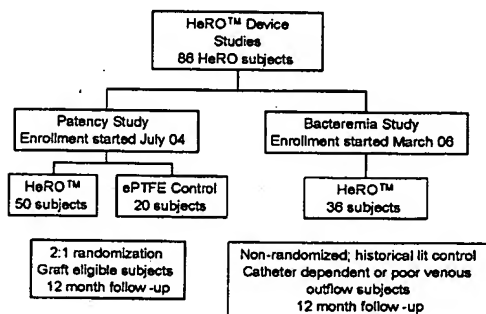 HeRO™ Device
Studies
86 HeRO subjects
Patency Study
Enrollment started July 04
Bacteremia Study
Enrollment started March 06
HeRO™
50 subjects
ePTFE Control
20 subjects
HeRO™
36 subjects
2:1 randomization
Graft eligible subjects
12 month follow -up
Non-randomized; historical lit control
Catheter dependent or poor venous
outflow subjects
12 month follow -up